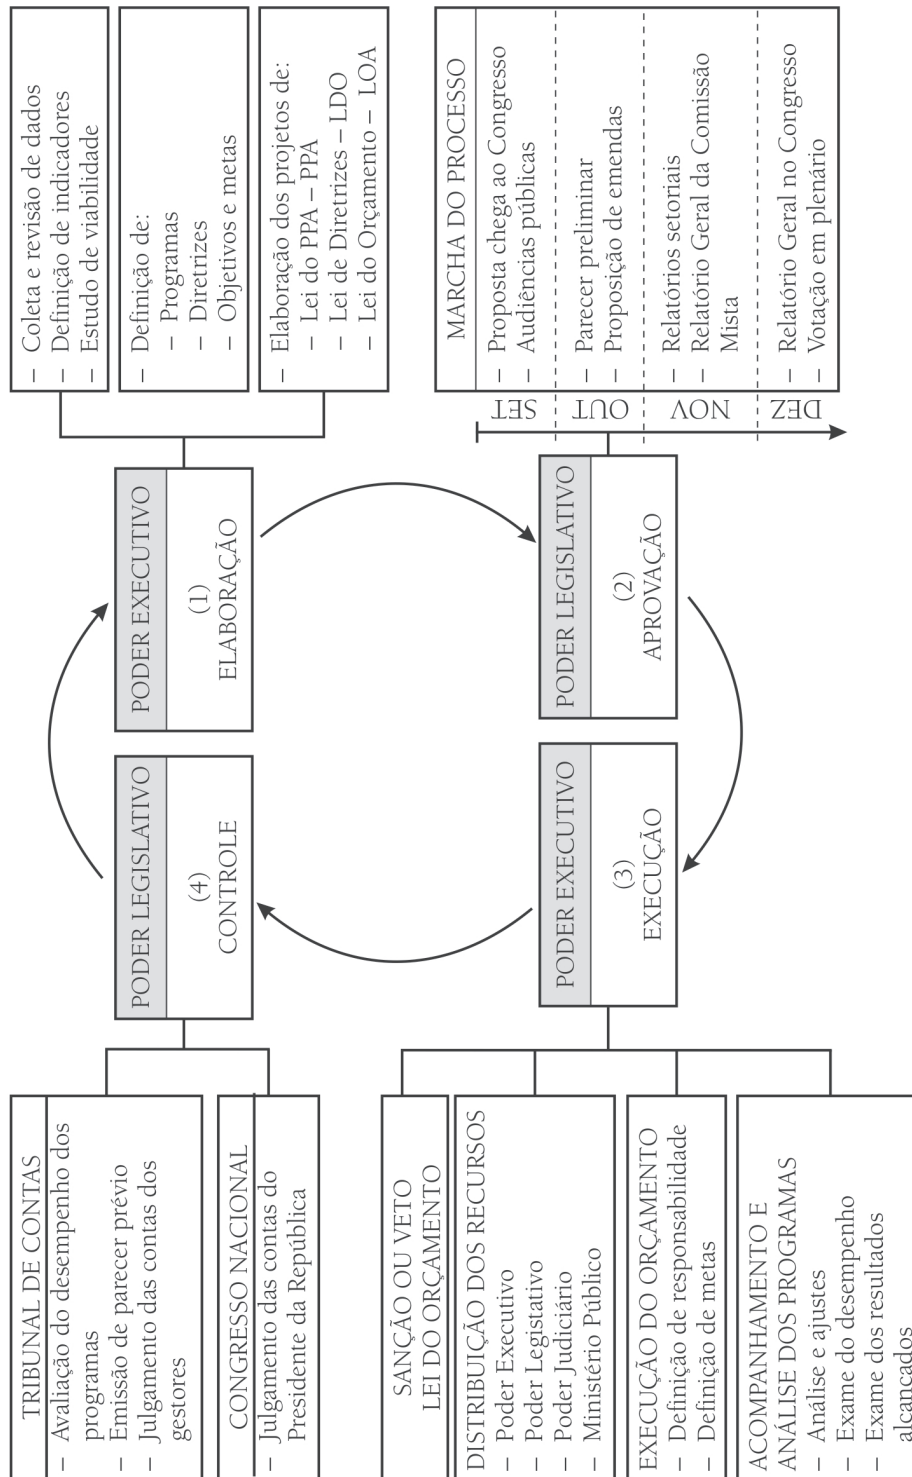 TRIBUNAL DE CONTAS
– Avaliação do desempenho dos
programas
– Emissão de parecer prévio
– Julgamento das contas dos
gestores
CONGRESSO NACIONAL
– Julgamento das contas do
Presidente da República
PODER LEGISLATIVO
(4)
CONTROLE
PODER EXECUTIVO
(1)
ELABORAÇÃO
– Coleta e revisão de dados
– Definição de indicadores
– Estudo de viabilidade
– Definição de:
– Programas
– Diretrizes
– Objetivos e metas
– Elaboração dos projetos de:
– Lei do PPA – PPA
– Lei de Diretrizes – LDO
– Lei do Orçamento – LOA
SANÇÃO OU VETO
LEI DO ORÇAMENTO
DISTRIBUIÇÃO DOS RECURSOS
– Poder Executivo
– Poder Legistativo
– Poder Judiciário
– Ministério Público
EXECUÇÃO DO ORÇAMENTO
– Definição de responsabilidade
– Definição de metas
ACOMPANHAMENTO E
ANÁLISE DOS PROGRAMAS
– Análise e ajustes
– Exame do desempenho
– Exame dos resultados
alcançados
PODER EXECUTIVO
(3)
EXECUÇÃO
PODER LEGISLATIVO
(2)
APROVAÇÃO
MARCHA DO PROCESSO
SET
– Proposta chega ao Congresso
– Audiências públicas
OUT
– Parecer preliminar
– Proposição de emendas
NOV
– Relatórios setoriais
– Relatório Geral da Comissão
Mista
DEZ
– Relatório Geral no Congresso
– Votação em plenário